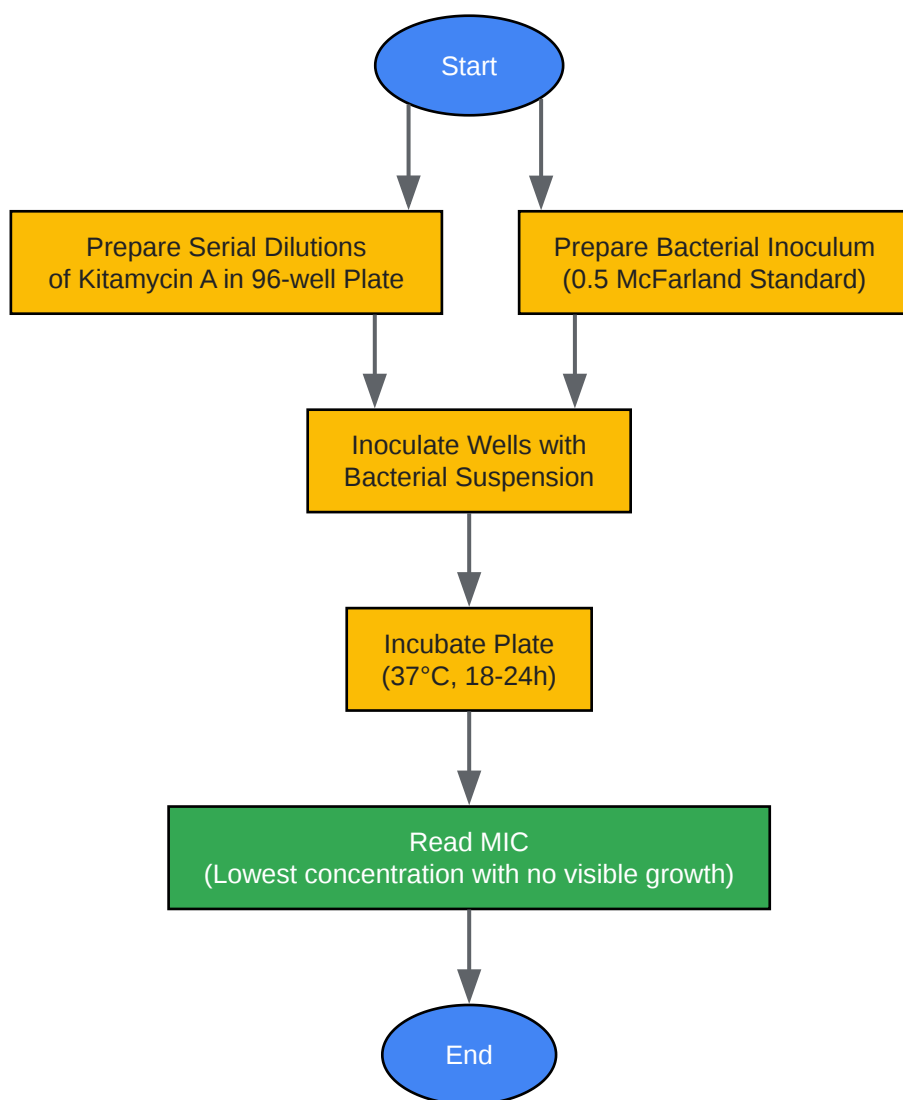 Start
Prepare Serial Dilutions
of Kitamycin A in 96-well Plate
Prepare Bacterial Inoculum
(0.5 McFarland Standard)
Inoculate Wells with
Bacterial Suspension
Incubate Plate
(37°C, 18-24h)
Read MIC
(Lowest concentration with no visible growth)
End